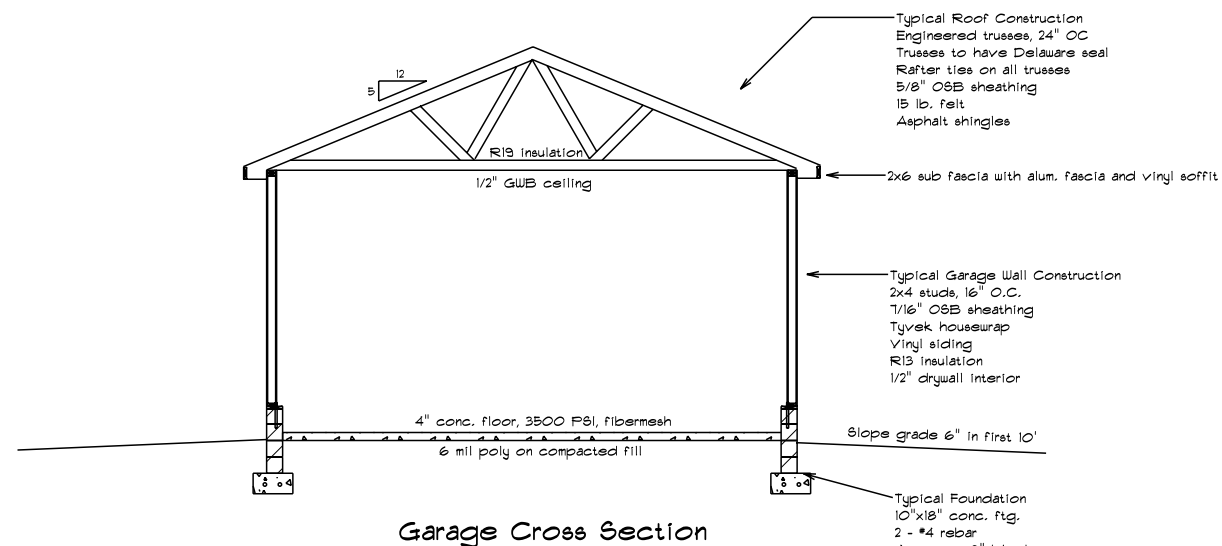 Typical Roof Construction
Engineered trusses, 24" OC
Trusses to have Delaware seal
Rafter ties on all trusses
5/8" OSB sheathing
15 lb. felt
Asphalt shingles
12
5
R19 insulation
1/2" GWB ceiling
2x6 sub fascia with alum. fascia and vinyl soffit
Typical Garage Wall Construction
2x4 studs, 16" O.C.
7/16" OSB sheathing
Tyvek housewrap
Vinyl siding
R13 insulation
1/2" drywall interior
4" conc. floor, 3500 PSI, fibermesh
6 mil poly on compacted fill
Slope grade 6" in first 10'
Typical Foundation
10"x18" conc. ftg.
2 - #4 rebar
Garage Cross Section